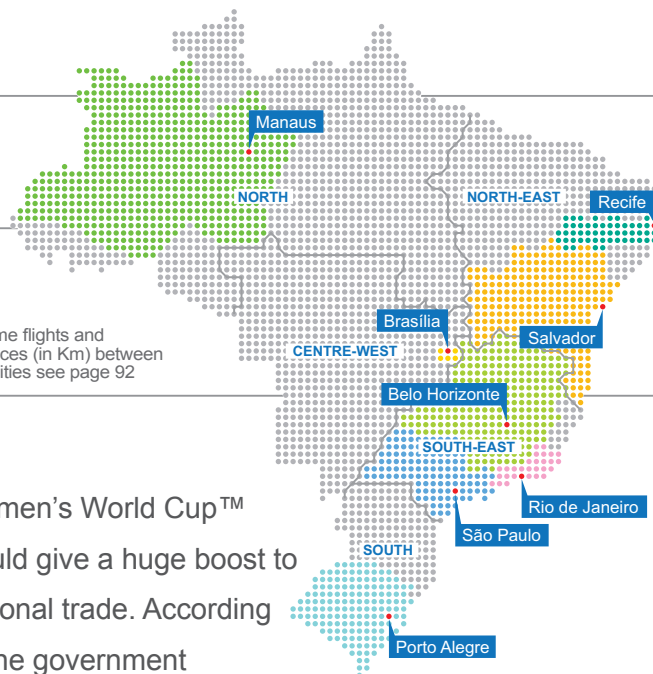 Manaus
NORTH
NORTH-EAST
Recife
me flights and
ces (in Km) between
ities see page 92
Brasília
Salvador
CENTRE-WEST
Belo Horizonte
SOUTH-EAST
men’s World Cup™
Rio de Janeiro
São Paulo
uld give a huge boost to
SOUTH
ional trade. According
he government
Porto Alegre